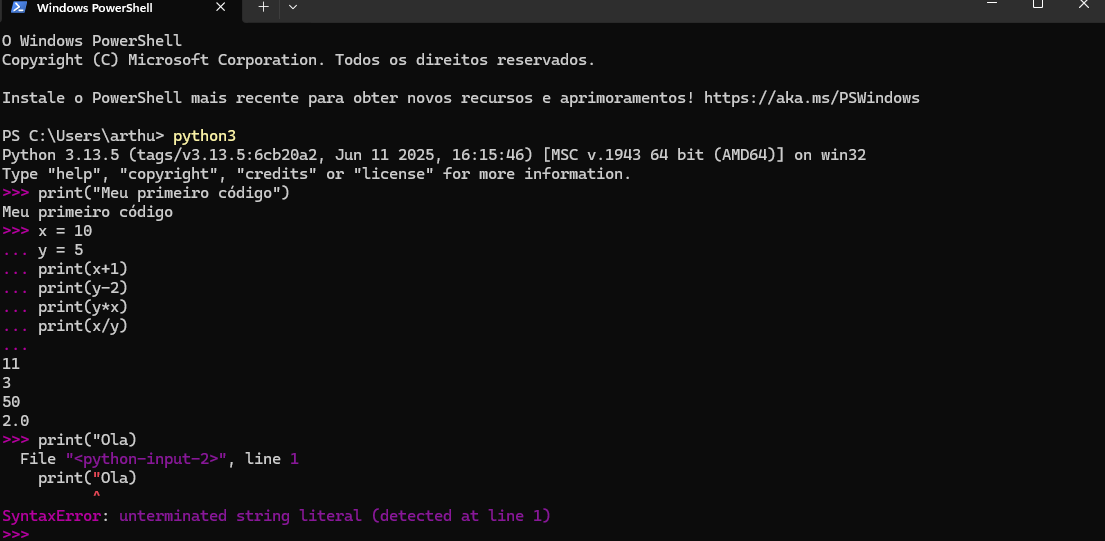 Windows PowerShell
O Windows PowerShell
Copyright (C) Microsoft Corporation. Todos os direitos reservados.
Instale o PowerShell mais recente para obter novos recursos e aprimoramentos! https://aka.ms/PSWindows
PS C:\Users\arthu> python3
Python 3.13.5 (tags/v3.13.5:6cb20a2, Jun 11 2025, 16:15:46) [MSC v.1943 64 bit (AMD64)] on win32
Type "help", "copyright", "credits" or "license" for more information.
>>> print("Meu primeiro código")
Meu primeiro código
>>> x = 10
... y = 5
... print(x+1)
... print(y-2)
... print(y*x)
... print(x/y)
...
11
3
50
2.0
>>> print("Ola)
  File "<python-input-2>", line 1
    print("Ola)
          ^
SyntaxError: unterminated string literal (detected at line 1)
>>>